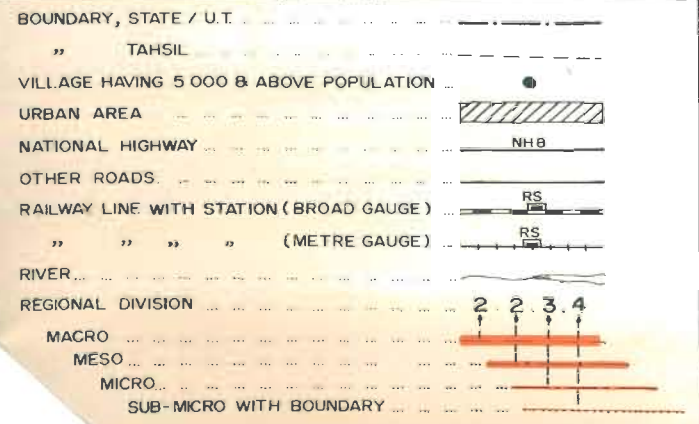 BOUNDARY, STATE / U.T. ... ... ... ... ... ... ...
„ TAHSIL ... ... ... ... ... ... ... ...
VILLAGE HAVING 5 000 & ABOVE POPULATION ...
URBAN AREA ... ... ... ... ... ... ... ...
NATIONAL HIGHWAY ... ... ... ... ... ... ... NH 8
OTHER ROADS. ... ... ... ... ... ... ... ...
RAILWAY LINE WITH STATION (BROAD GAUGE) ... RS
„ „ „ „ (METRE GAUGE) ... RS
RIVER ... ... ... ... ... ... ... ... ...
REGIONAL DIVISION ... ... ... ... ... ... 2 . 2 . 3 . 4
MACRO ... ... ... ... ... ... ... ...
MESO ... ... ... ... ... ... ... ...
MICRO ... ... ... ... ... ... ... ...
SUB-MICRO WITH BOUNDARY ... ... ... ...